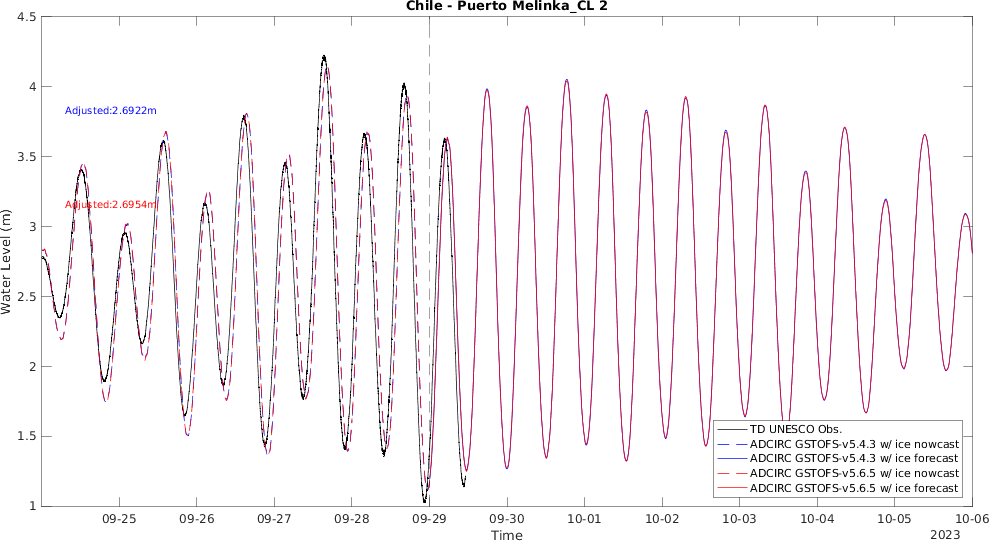 Chile - Puerto Melinka_CL 2
4.5
4
3.5
3
2.5
2
1.5
1
Water Level (m)
Adjusted:2.6922m
Adjusted:2.6954m
TD UNESCO Obs.
ADCIRC GSTOFS-v5.4.3 w/ ice nowcast
ADCIRC GSTOFS-v5.4.3 w/ ice forecast
ADCIRC GSTOFS-v5.6.5 w/ ice nowcast
ADCIRC GSTOFS-v5.6.5 w/ ice forecast
09-25 09-26 09-27 09-28 09-29 09-30 10-01 10-02 10-03 10-04 10-05 10-06
Time
2023